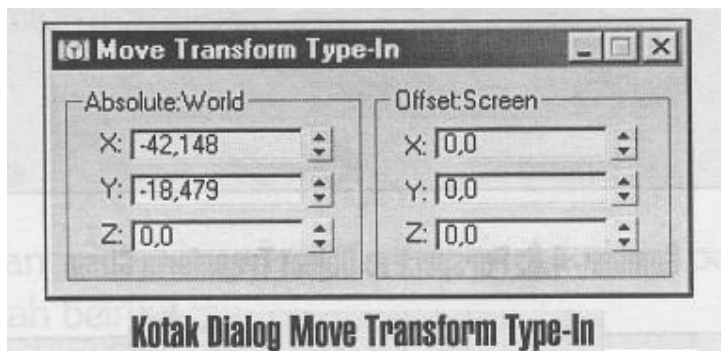 Move Transform Type-In
Absolute:World
X: -42,148
Y: -18,479
Z: 0,0
Offset:Screen
X: 0,0
Y: 0,0
Z: 0,0
Kotak Dialog Move Transform Type-In